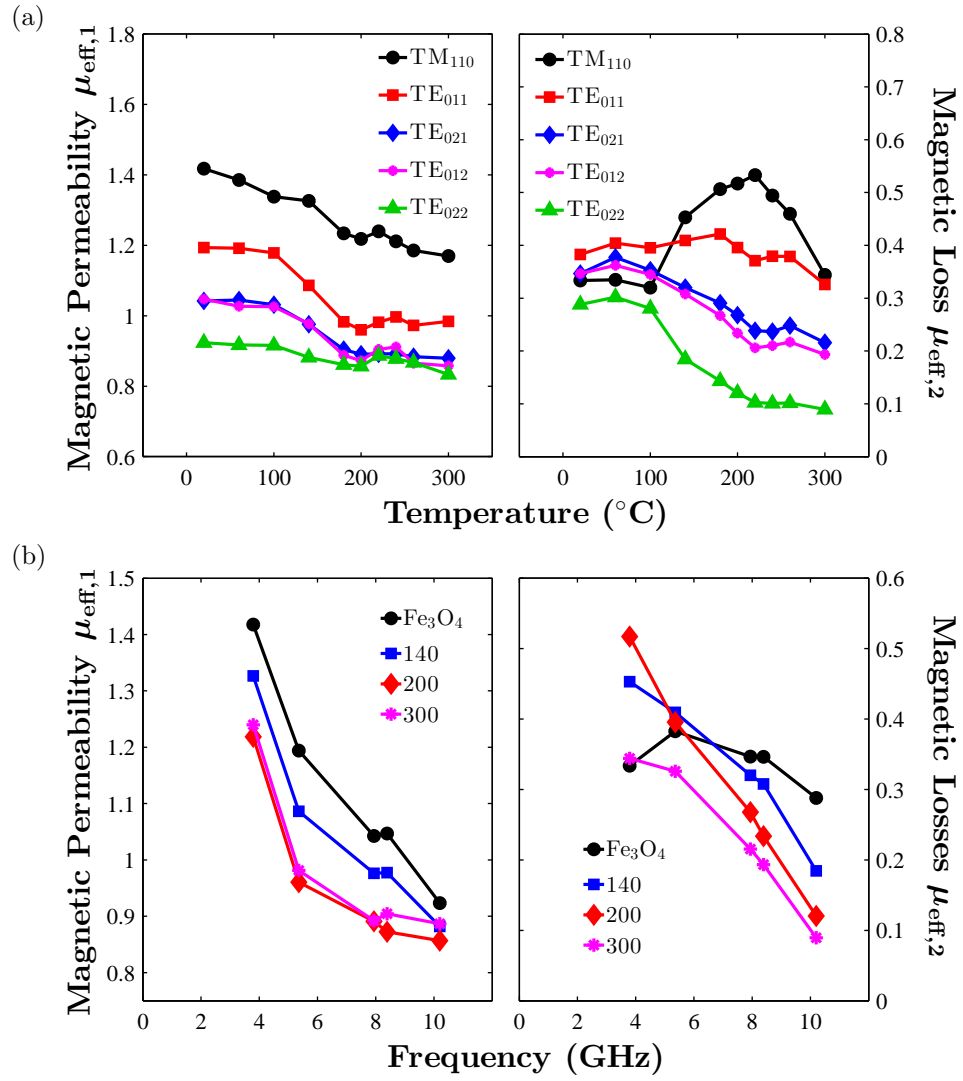 (a)
Magnetic Permeability μeff,1
1.8
1.6
1.4
1.2
1
0.8
0.6
TM110
TE011
TE021
TE012
TE022
0
100
200
300
TM110
TE011
TE021
TE012
TE022
0
100
200
300
0.8
0.7
0.6
0.5
0.4
0.3
0.2
0.1
0
Magnetic Loss μeff,2
Temperature (°C)
(b)
Magnetic Permeability μeff,1
1.5
1.4
1.3
1.2
1.1
1
0.9
0.8
Fe3O4
140
200
300
0
2
4
6
8
10
Fe3O4
140
200
300
0
2
4
6
8
10
0.6
0.5
0.4
0.3
0.2
0.1
0
Magnetic Losses μeff,2
Frequency (GHz)